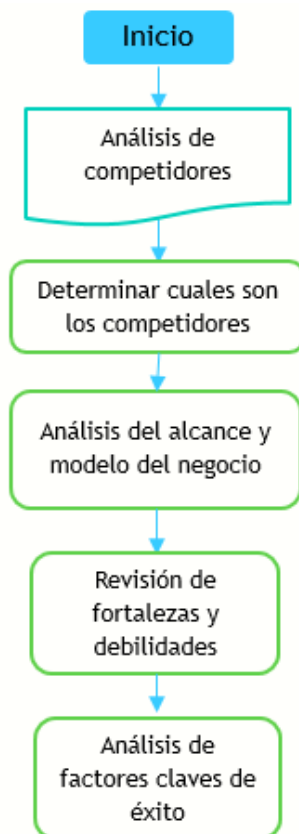 Inicio
Análisis de
competidores
Determinar cuales son
los competidores
Análisis del alcance y
modelo del negocio
Revisión de
fortalezas y
debilidades
Análisis de
factores claves de
éxito